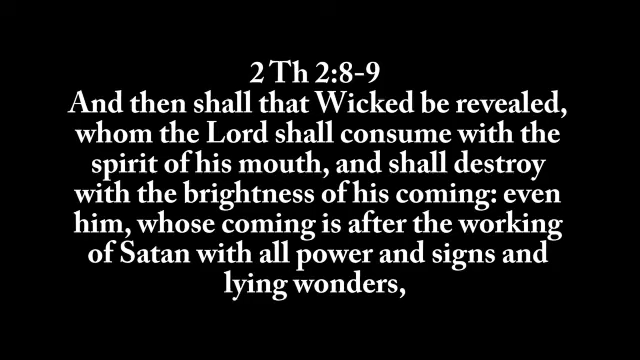 2 Th 2:8-9
And then shall that Wicked be revealed,
whom the Lord shall consume with the
spirit of his mouth, and shall destroy
with the brightness of his coming: even
him, whose coming is after the working
of Satan with all power and signs and
lying wonders,